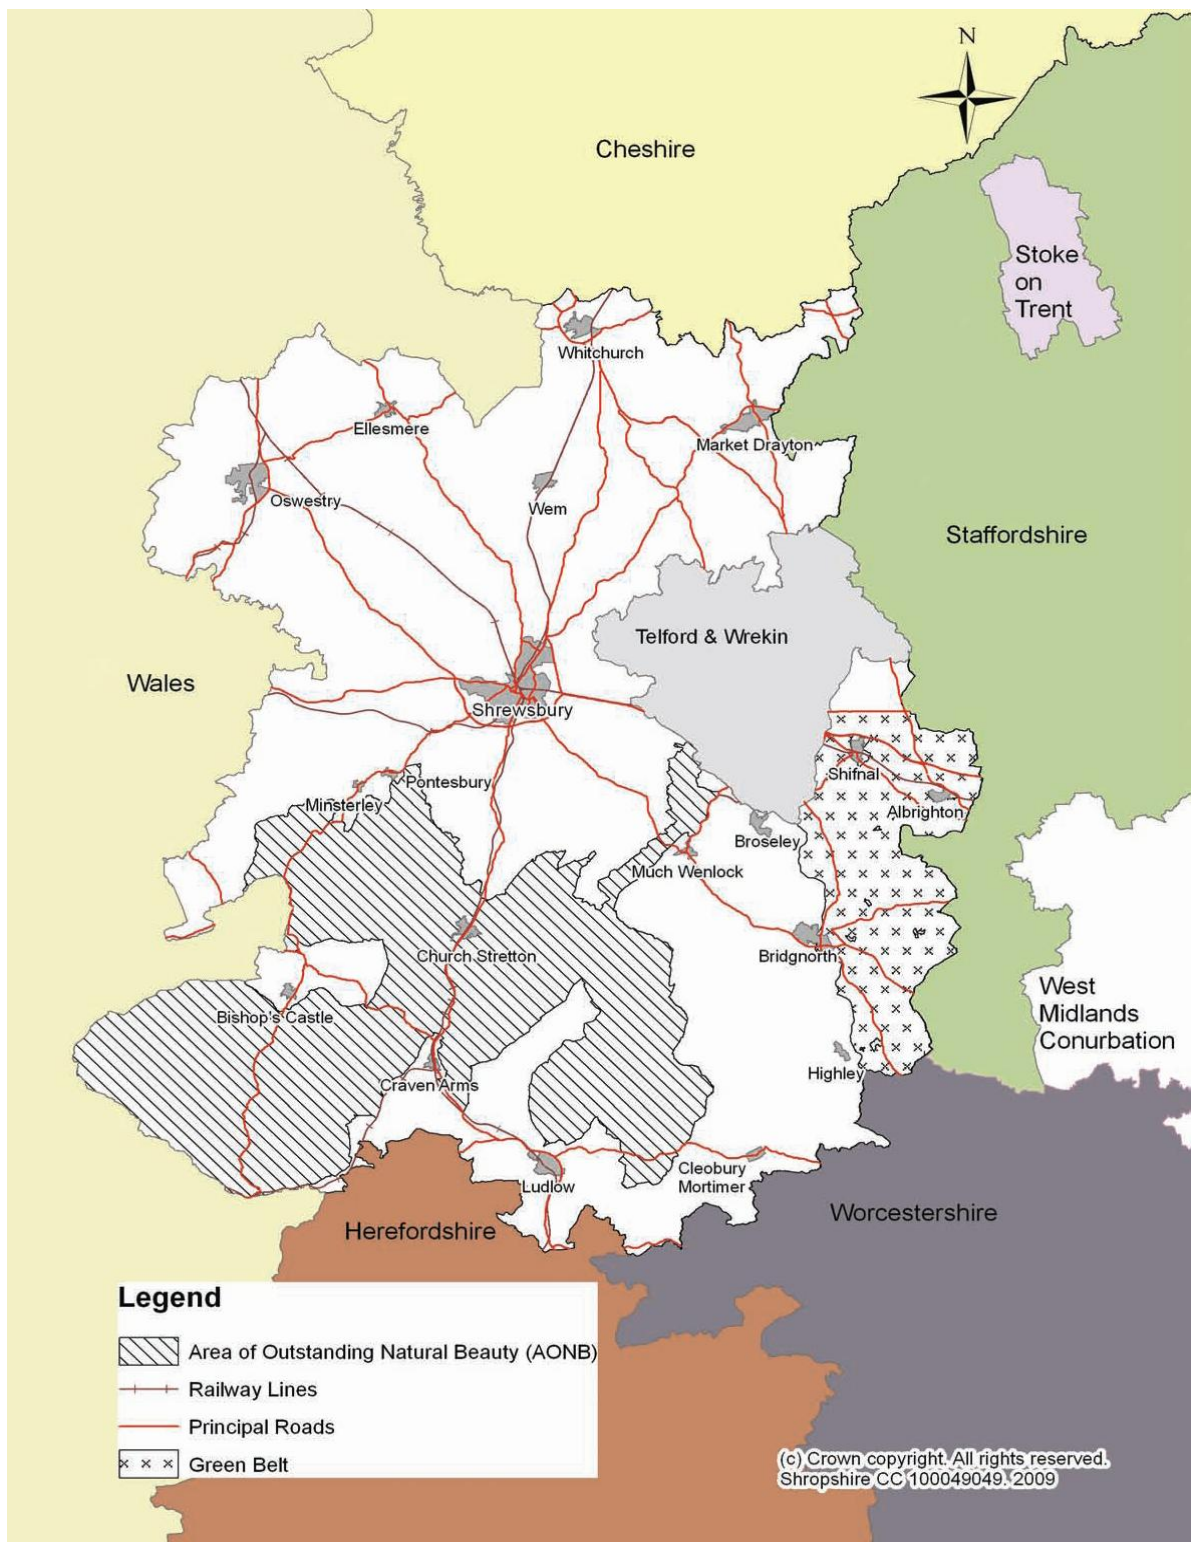 N
Cheshire
Stoke
on
Trent
Whitchurch
Ellesmere
Market Drayton
Oswestry
Wem
Staffordshire
Telford & Wrekin
Wales
Shrewsbury
Shifnal
Pontesbury
Minsterley
Albrighton
Broseley
Much Wenlock
Church Stretton
Bridgnorth
West
Midlands
Conurbation
Bishop's Castle
Highley
Craven Arms
Cleobury
Mortimer
Ludlow
Worcestershire
Herefordshire
Legend
Area of Outstanding Natural Beauty (AONB)
Railway Lines
Principal Roads
Green Belt
(c) Crown copyright. All rights reserved.
Shropshire CC 100049049. 2009